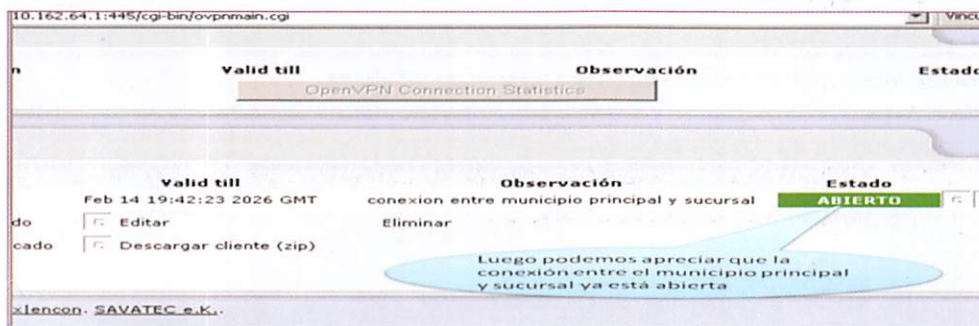 10.162.64.1:445/cgi-bin/ovpnmain.cgi
Valid till Observación Estado
OpenVPN Connection Statistics
Valid till Observación Estado
Feb 14 19:42:23 2026 GMT conexion entre municipio principal y sucursal ABIERTO
do Editar Eliminar
cado Descargar cliente (zip)
Luego podemos apreciar que la
conexión entre el municipio principal
y sucursal ya está abierta
xlencon. SAVATEC e.K..